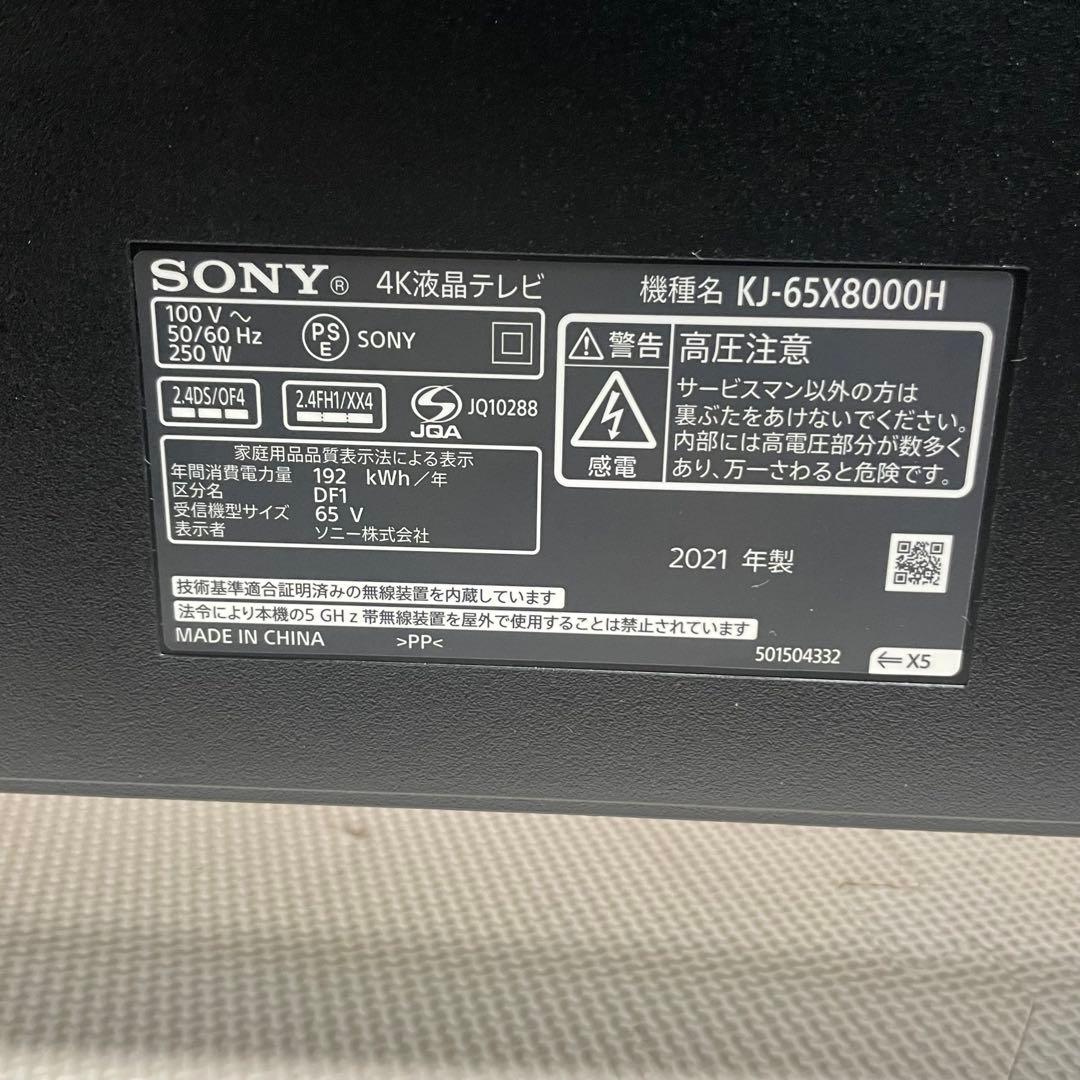 SONY® 4K液晶テレビ 機種名 KJ-65X8000H
100 V ～
50/60 Hz
250 W
PSE SONY
2.4DS/OF4 2.4FH1/XX4 JQA JQ10288
家庭用品品質表示法による表示
年間消費電力量 192 kWh／年
区分名 DF1
受信機型サイズ 65 V
表示者 ソニー株式会社
警告 高圧注意
感電
サービスマン以外の方は
裏ぶたをあけないでください。
内部には高電圧部分が数多く
あり、万一さわると危険です。
2021 年製
技術基準適合証明済みの無線装置を内蔵しています
法令により本機の5 GHz帯無線装置を屋外で使用することは禁止されています
MADE IN CHINA >PP<
501504332 ⇐ X5